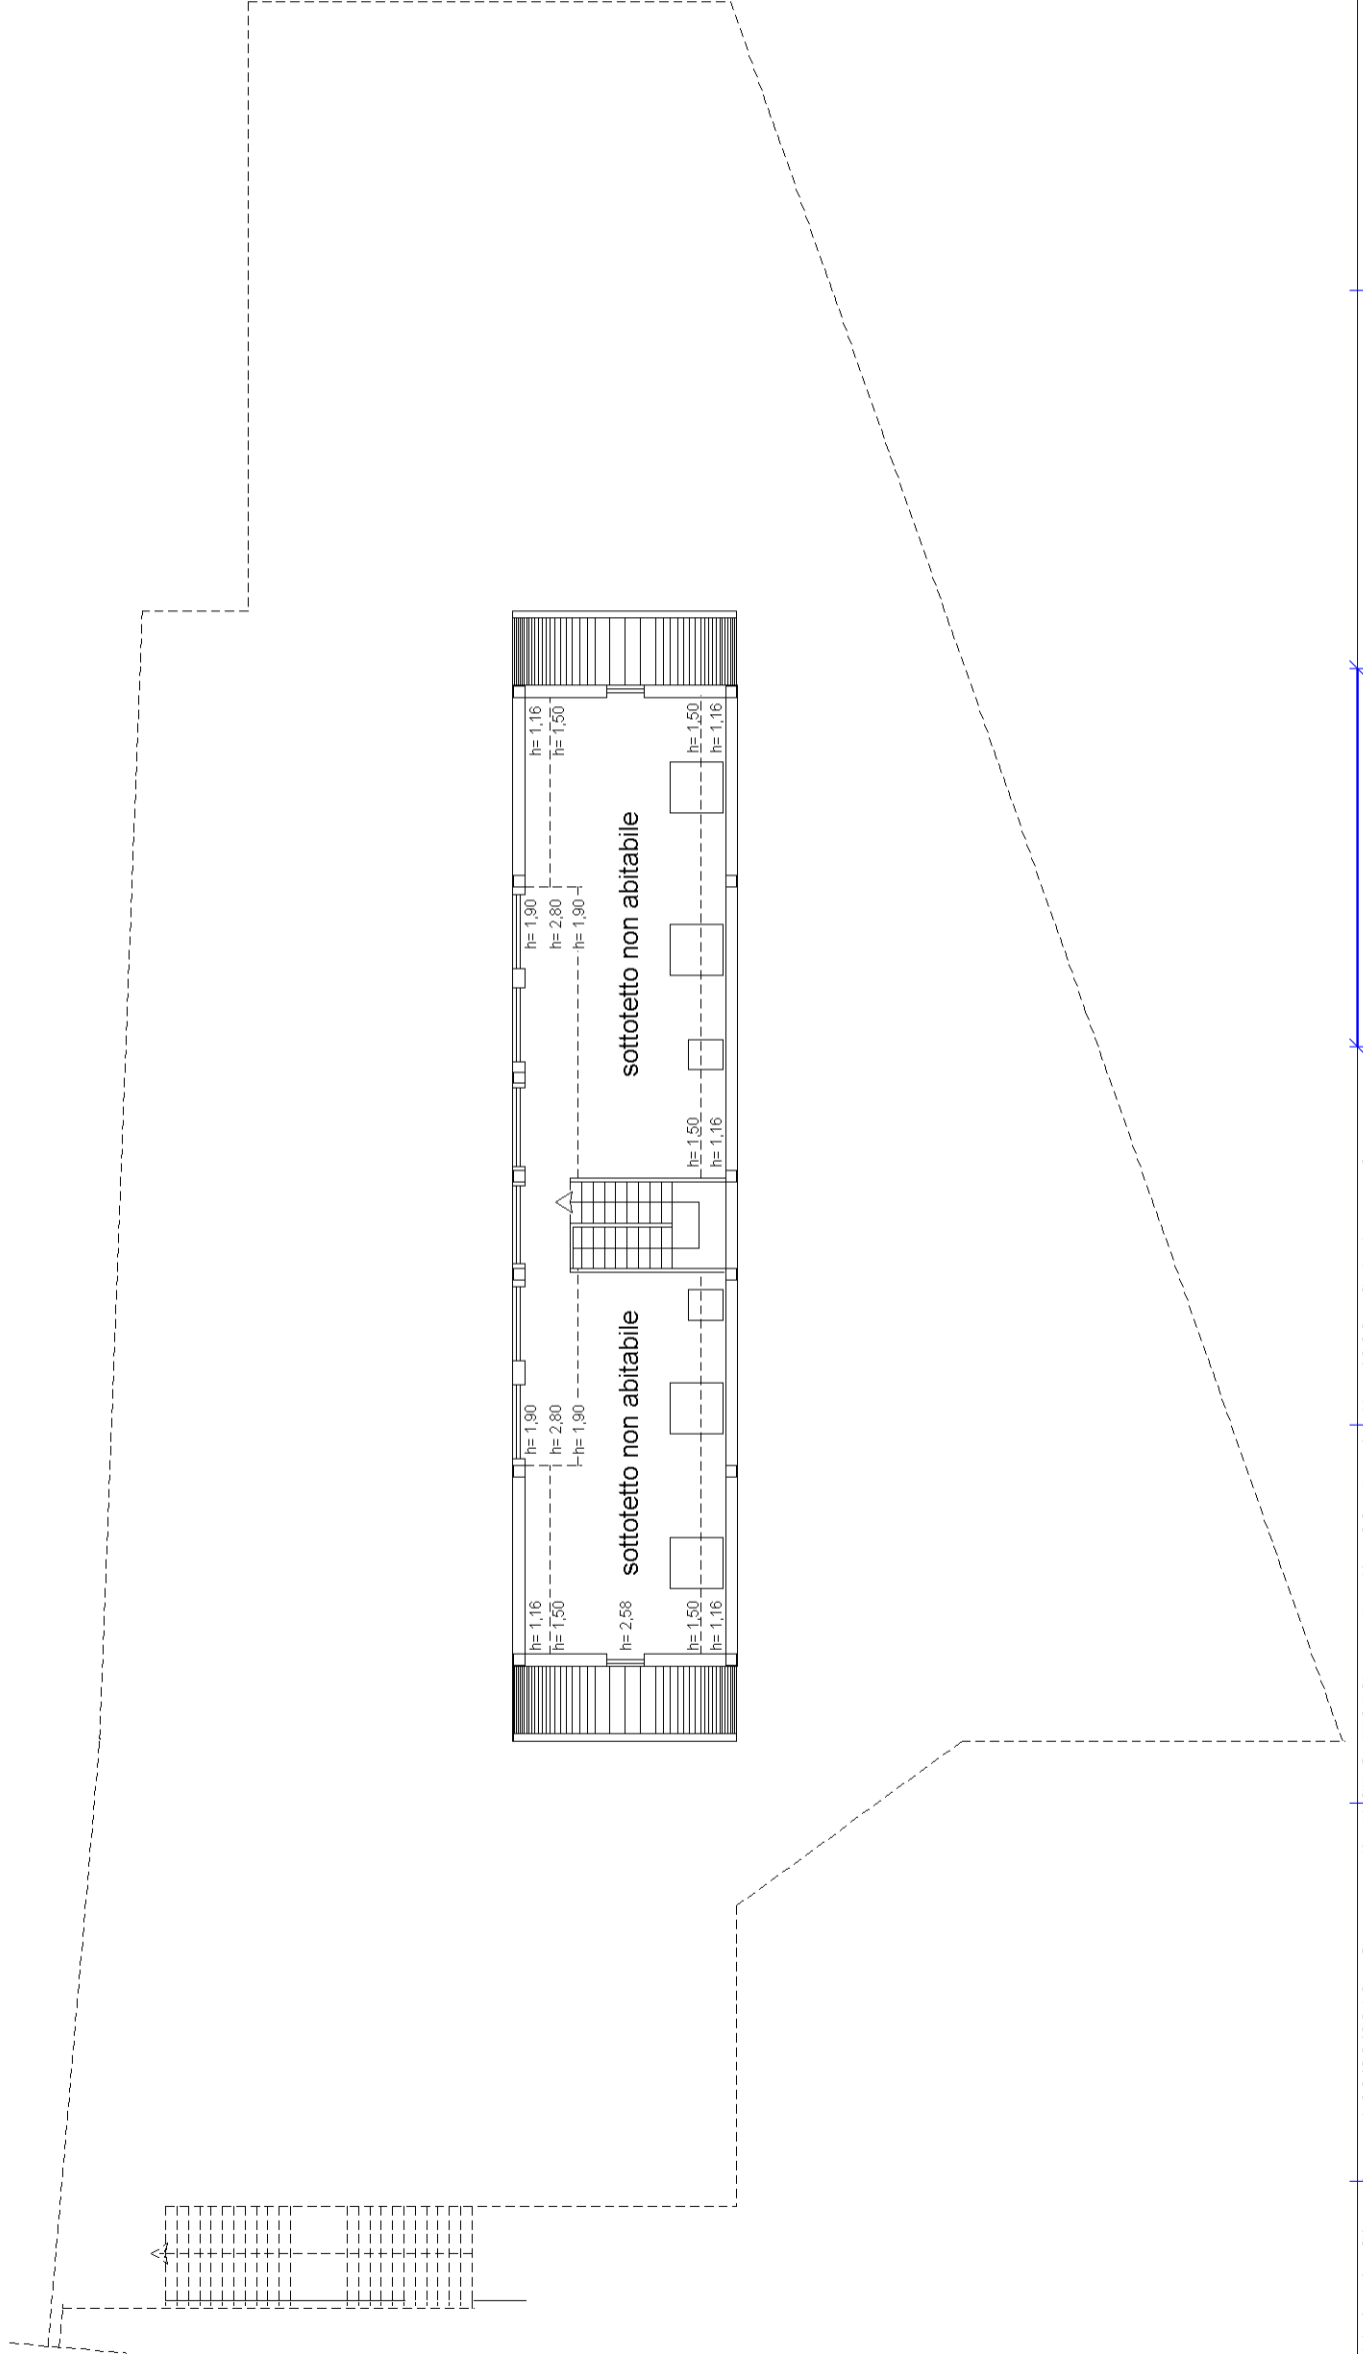 h= 1,16
h= 1,50
h= 1,50
h= 1,16
sottotetto non abitabile
h= 1,90
h= 2,80
h= 1,90
h= 1,50
h= 1,16
sottotetto non abitabile
h= 1,90
h= 2,80
h= 1,90
h= 1,16
h= 1,50
h= 2,58
h= 1,50
h= 1,16